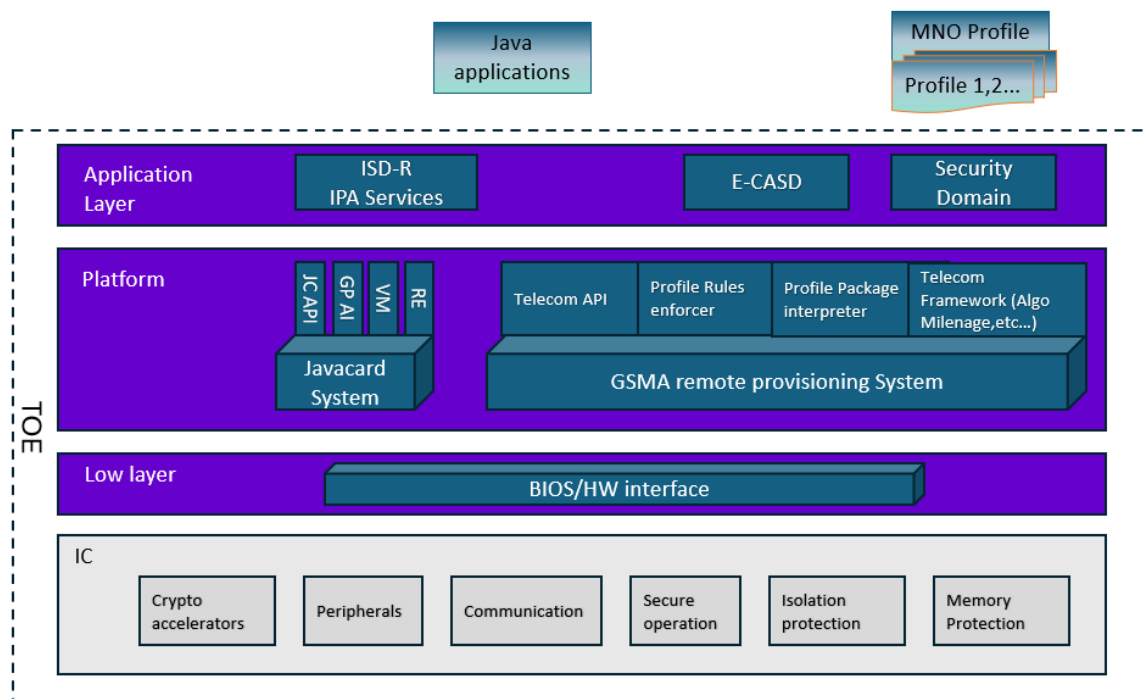 Java
applications
MNO Profile
Profile 1,2...
TOE
Application
Layer
ISD-R
IPA Services
E-CASD
Security
Domain
Platform
JC API
GP AI
VM
RE
Javacard
System
Telecom API
Profile Rules
enforcer
Profile Package
interpreter
Telecom
Framework (Algo
Milenage,etc...)
GSMA remote provisioning System
Low layer
BIOS/HW interface
IC
Crypto
accelerators
Peripherals
Communication
Secure
operation
Isolation
protection
Memory
Protection